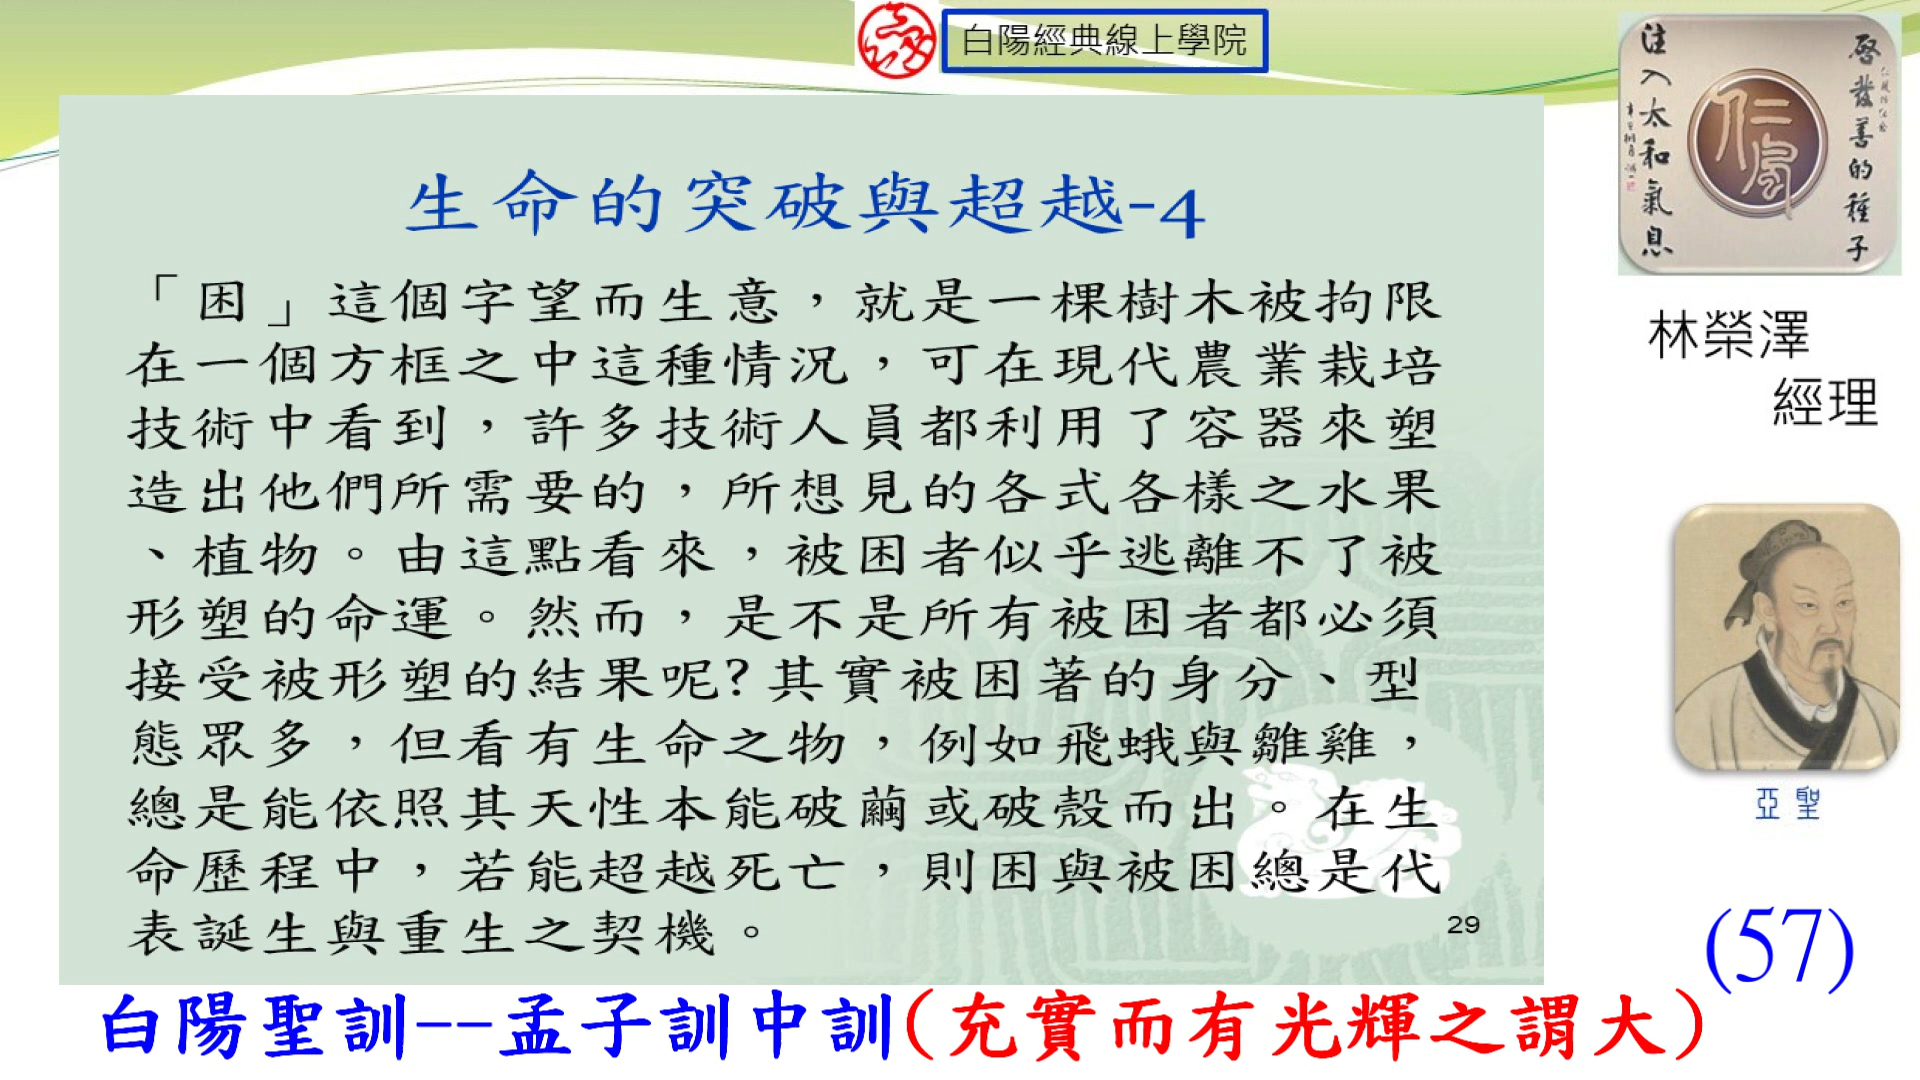 白陽經典線上學院
啓發善的種子
仁風
注入太和氣息
林榮澤
經理
生命的突破與超越-4
「困」這個字望而生意，就是一棵樹木被拘限
在一個方框之中這種情況，可在現代農業栽培
技術中看到，許多技術人員都利用了容器來塑
造出他們所需要的，所想見的各式各樣之水果
、植物。由這點看來，被困者似乎逃離不了被
形塑的命運。然而，是不是所有被困者都必須
接受被形塑的結果呢?其實被困著的身分、型
態眾多，但看有生命之物，例如飛蛾與雛雞，
總是能依照其天性本能破繭或破殼而出。在生
命歷程中，若能超越死亡，則困與被困總是代
表誕生與重生之契機。
29
亞聖
(57)
白陽聖訓--孟子訓中訓(充實而有光輝之謂大)